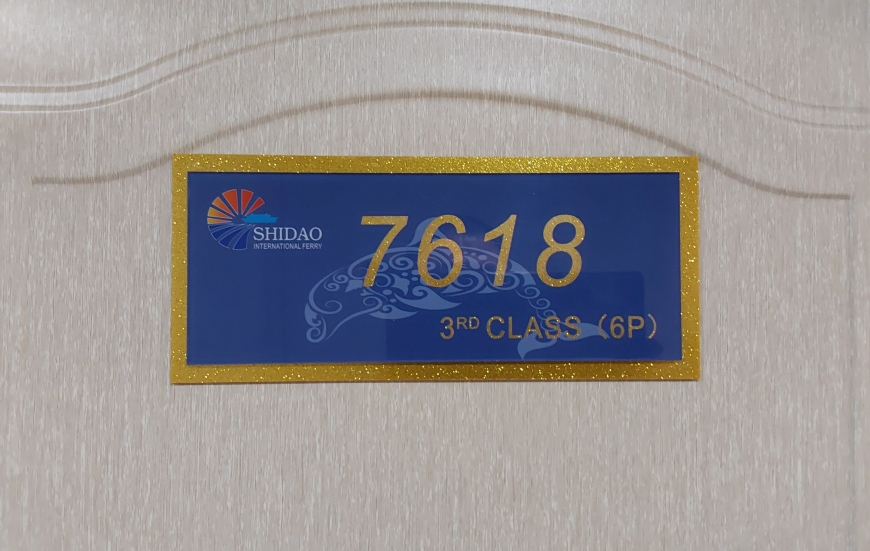 SHIDAO
INTERNATIONAL FERRY
7618
3RD CLASS (6P)